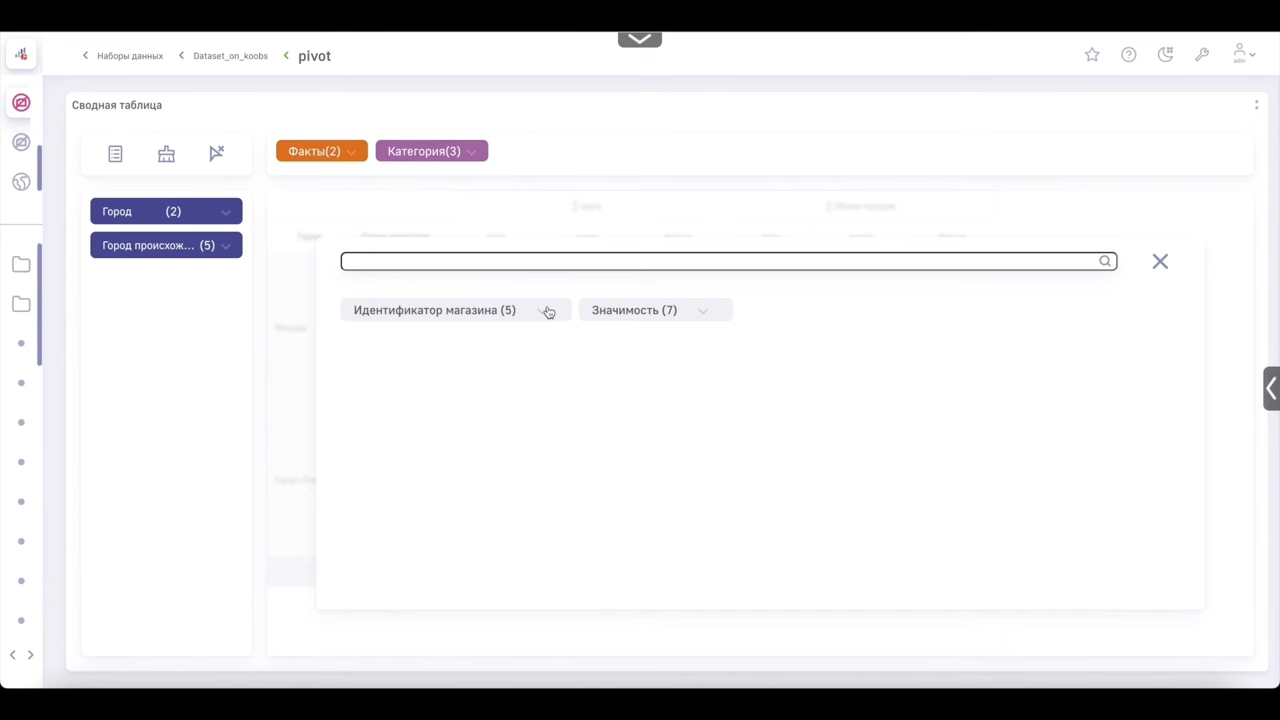 Наборы данных
Dataset_on_koobs
pivot
adm
Сводная таблица
Факты(2)
Категория(3)
Город (2)
Город происхож... (5)
Идентификатор магазина (5)
Значимость (7)